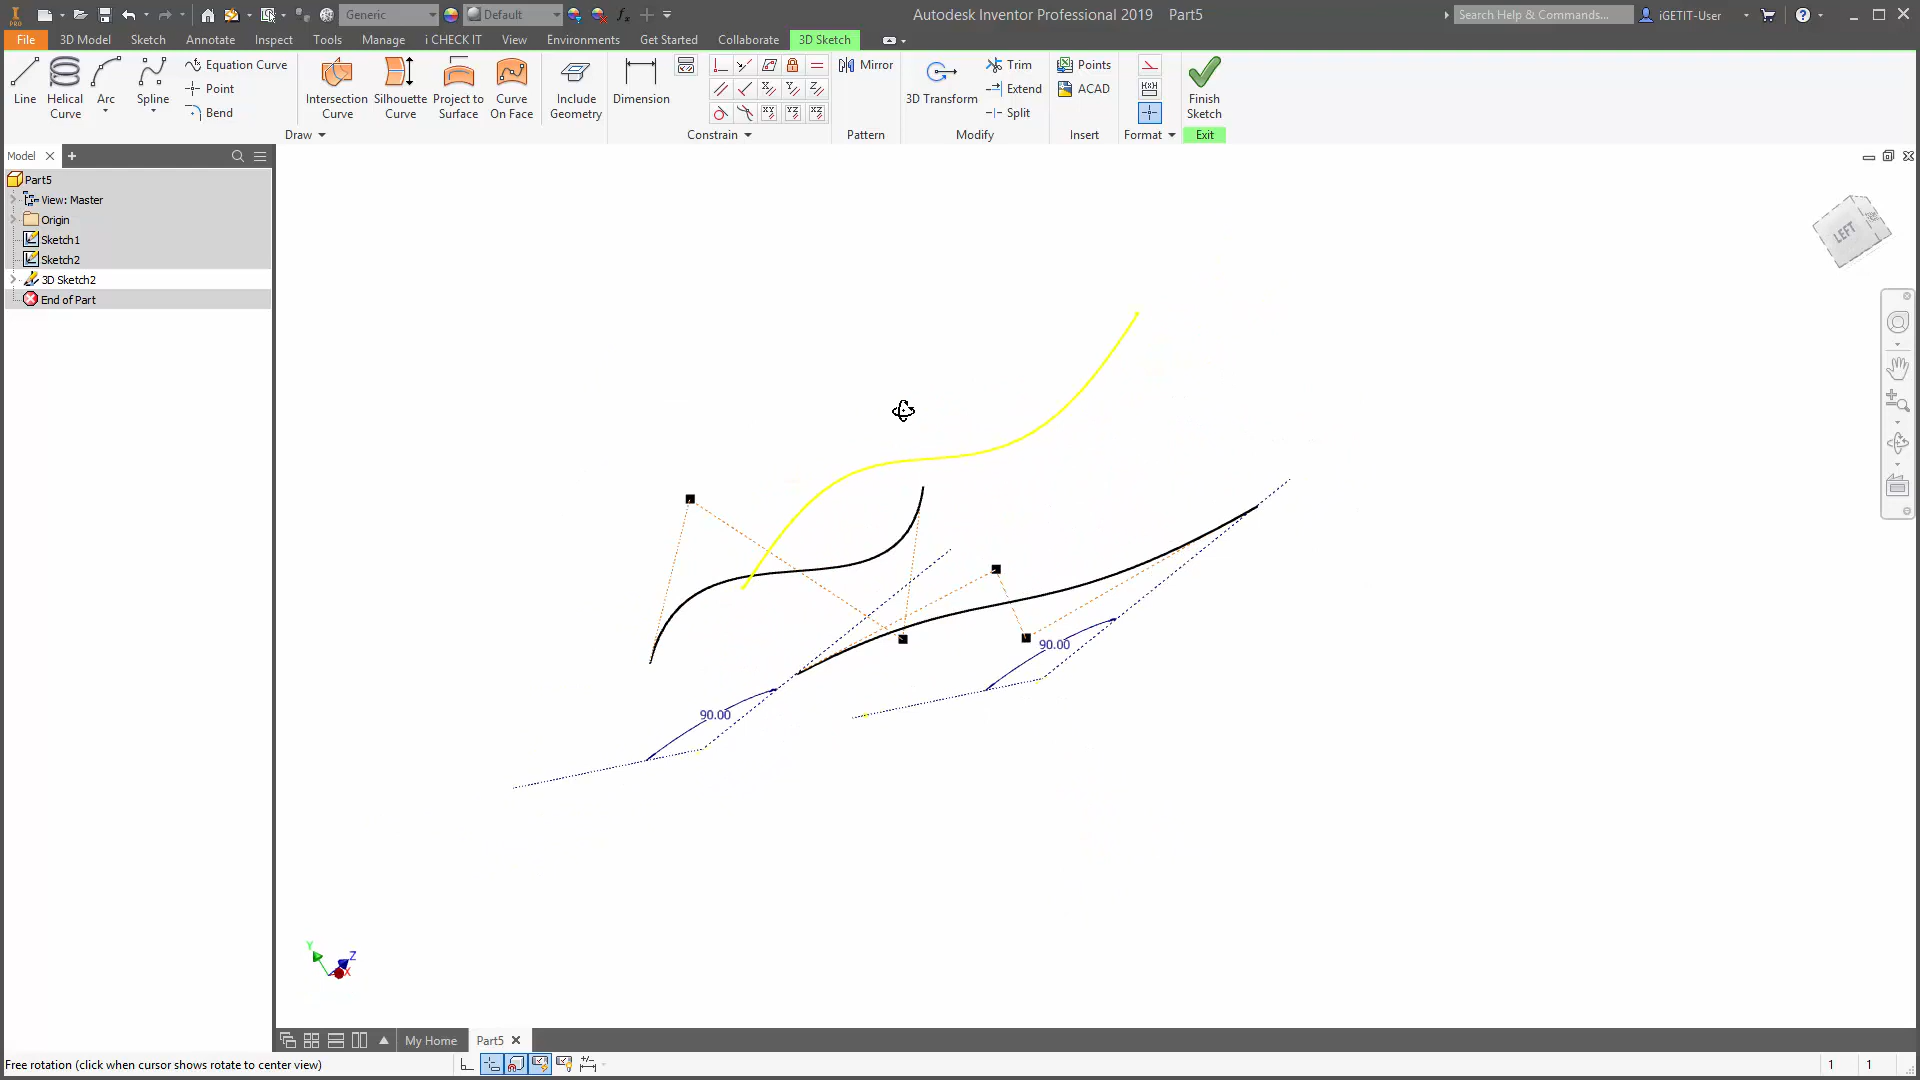 PRO
Generic
Default
fx
Autodesk Inventor Professional 2019 Part5
Search Help & Commands...
iGETIT-User
File
3D Model
Sketch
Annotate
Inspect
Tools
Manage
i CHECK IT
View
Environments
Get Started
Collaborate
3D Sketch
Line
Helical Curve
Arc
Spline
Equation Curve
Point
Bend
Draw
Intersection Curve
Silhouette Curve
Project to Surface
Curve On Face
Include Geometry
Dimension
Constrain
Mirror
Pattern
3D Transform
Trim
Extend
Split
Modify
Points
ACAD
Insert
Format
Finish Sketch
Exit
Model
Part5
View: Master
Origin
Sketch1
Sketch2
3D Sketch2
End of Part
LEFT
90.00
90.00
Y
Z
X
My Home
Part5
Free rotation (click when cursor shows rotate to center view)
1
1